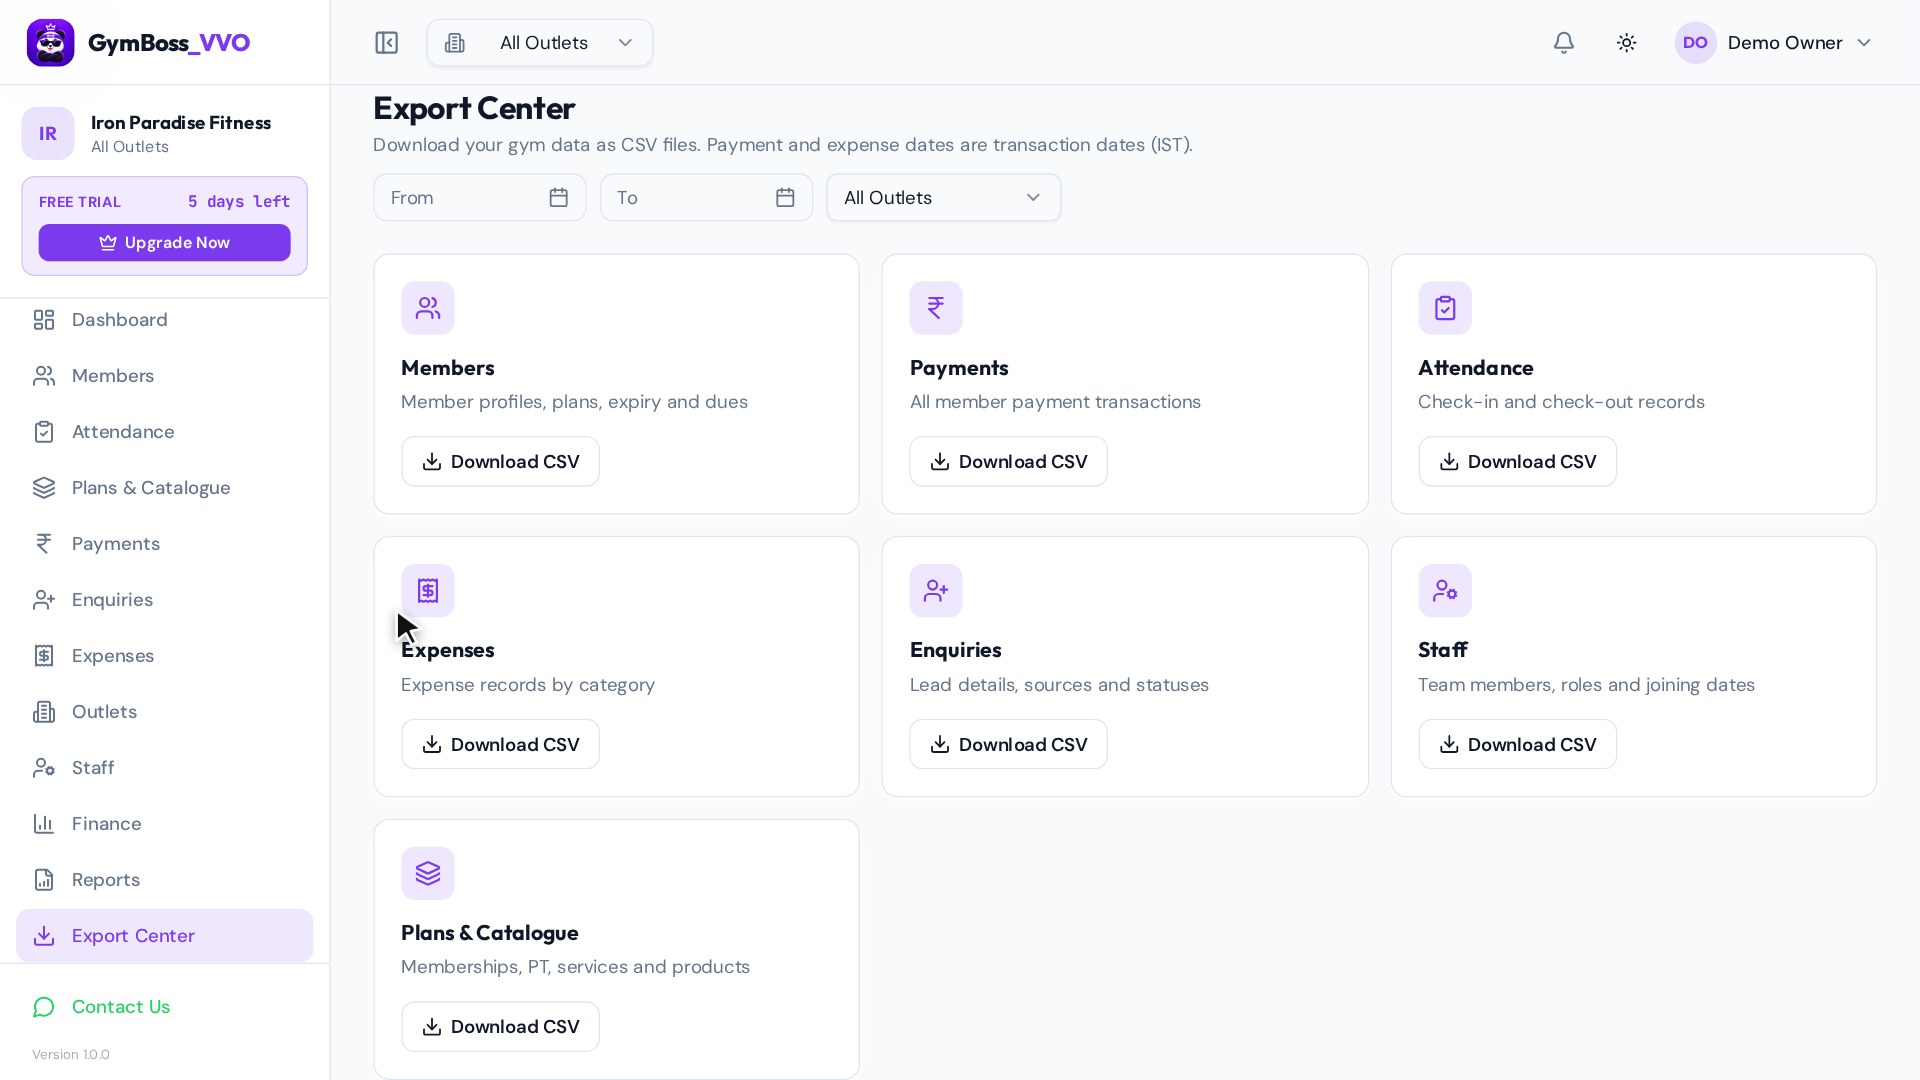 GymBoss_VVO
All Outlets
DO
Demo Owner
IR
Iron Paradise Fitness
All Outlets
FREE TRIAL
5 days left
Upgrade Now
Dashboard
Members
Attendance
Plans & Catalogue
Payments
Enquiries
Expenses
Outlets
Staff
Finance
Reports
Export Center
Contact Us
Version 1.0.0
Export Center
Download your gym data as CSV files. Payment and expense dates are transaction dates (IST).
From
To
All Outlets
Members
Member profiles, plans, expiry and dues
Download CSV
Payments
All member payment transactions
Download CSV
Attendance
Check-in and check-out records
Download CSV
Expenses
Expense records by category
Download CSV
Enquiries
Lead details, sources and statuses
Download CSV
Staff
Team members, roles and joining dates
Download CSV
Plans & Catalogue
Memberships, PT, services and products
Download CSV